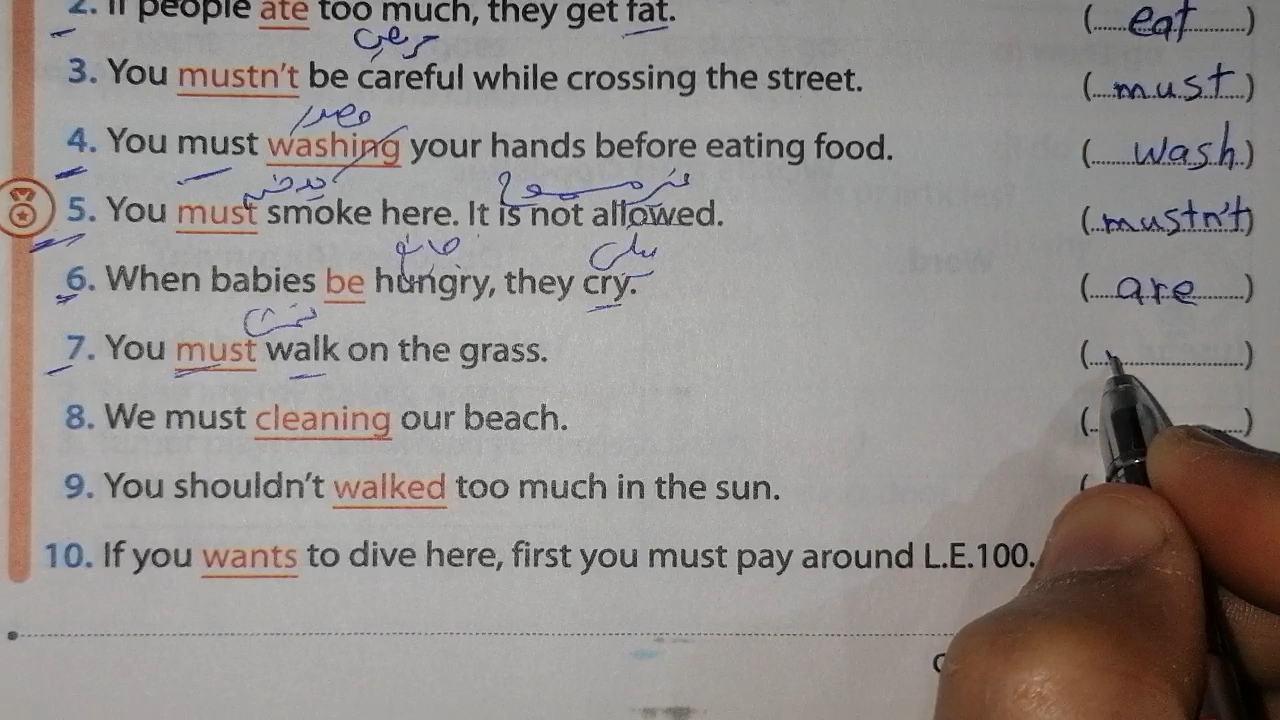 2. If people ate too much, they get fat. (eat)
حريص
3. You mustn't be careful while crossing the street. (must)
مصدر
4. You must washing your hands before eating food. (wash)
يدخن
5. You must smoke here. It is not allowed. (mustn't)
6. When babies be hungry, they cry. (are)
7. You must walk on the grass. (
8. We must cleaning our beach. (
9. You shouldn't walked too much in the sun. (
10. If you wants to dive here, first you must pay around L.E.100.